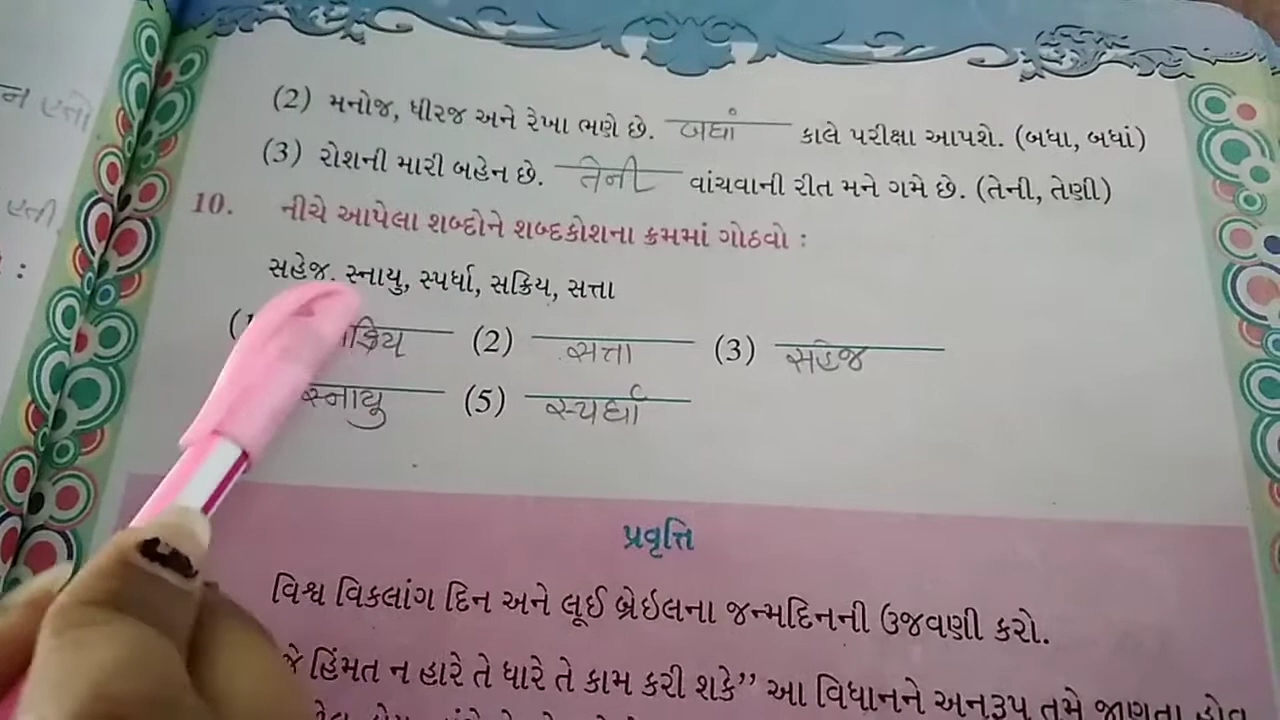 ન એતો
(2) મનોજ, ધીરજ અને રેખા ભણે છે. બધાં કાલે પરીક્ષા આપશે. (બધા, બધાં)
(3) રોશની મારી બહેન છે. તેની વાંચવાની રીત મને ગમે છે. (તેની, તેણી)
10. નીચે આપેલા શબ્દોને શબ્દકોશના ક્રમમાં ગોઠવો :
સહેજ. સ્નાયુ, સ્પર્ધા, સક્રિય, સત્તા
ક્રિય (2) સત્તા (3) સહેજ
સ્નાયુ (5) સ્પર્ધા
પ્રવૃત્તિ
વિશ્વ વિકલાંગ દિન અને લૂઈ બ્રેઇલના જન્મદિનની ઉજવણી કરો.
જે હિંમત ન હારે તે ધારે તે કામ કરી શકે” આ વિધાનને અનુરૂપ તમે જાણતા હોવ